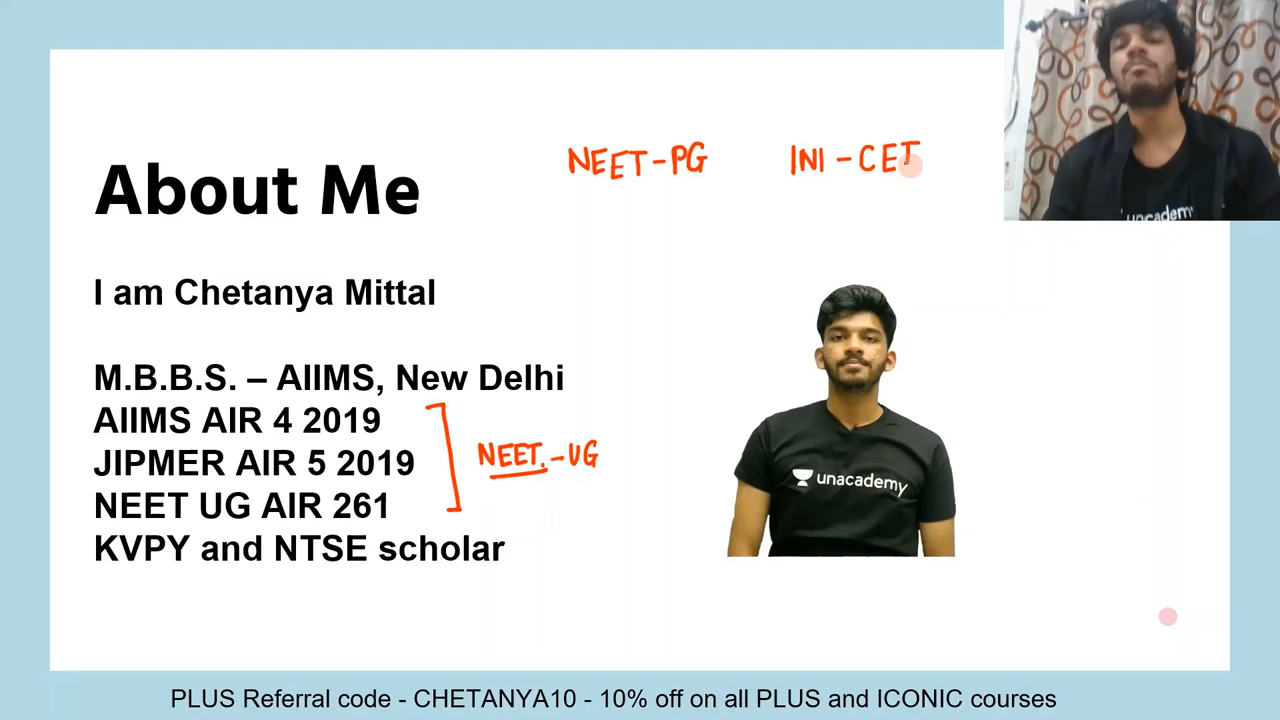 NEET-PG INI-CET
About Me
unacademy
I am Chetanya Mittal
M.B.B.S. – AIIMS, New Delhi
AIIMS AIR 4 2019
JIPMER AIR 5 2019
NEET.-UG
NEET UG AIR 261
unacademy
KVPY and NTSE scholar
PLUS Referral code - CHETANYA10 - 10% off on all PLUS and ICONIC courses